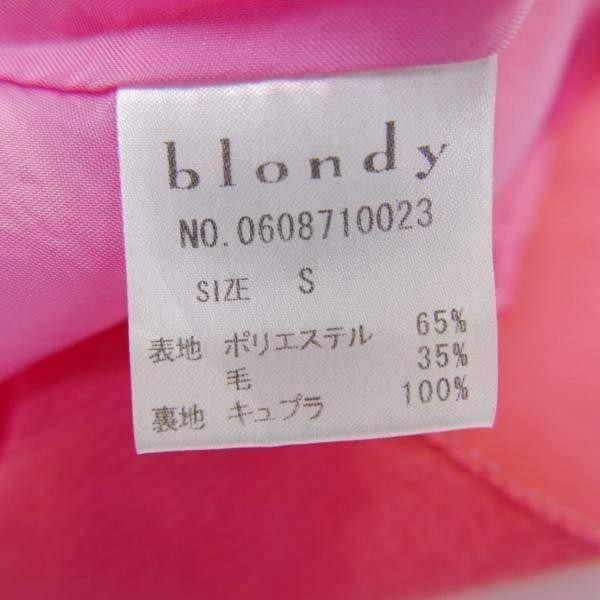 blondy
NO.0608710023
SIZE S
表地 ポリエステル 65%
毛 35%
裏地 キュプラ 100%